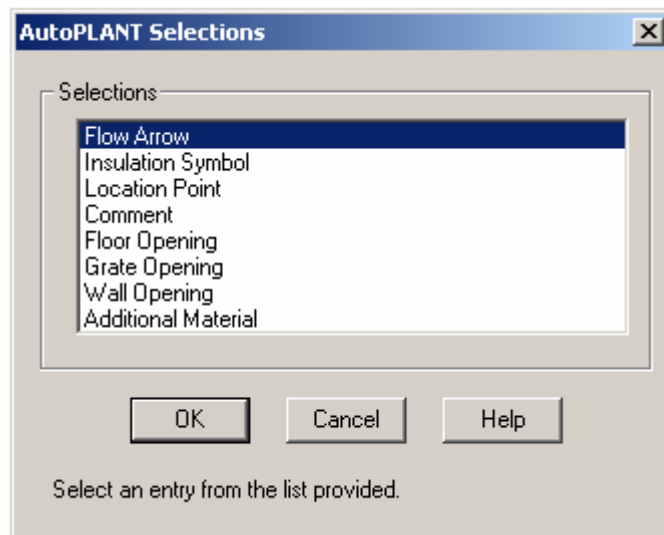 AutoPLANT Selections
Selections
Flow Arrow
Insulation Symbol
Location Point
Comment
Floor Opening
Grate Opening
Wall Opening
Additional Material
OK Cancel Help
Select an entry from the list provided.